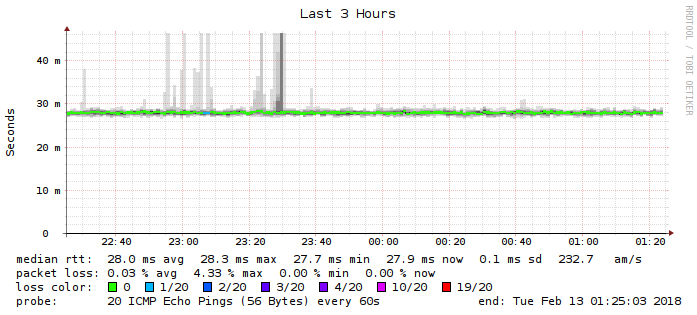 Last 3 Hours
RRDTOOL / TOBI OETIKER
Seconds
40 m
30 m
20 m
10 m
0
22:40 23:00 23:20 23:40 00:00 00:20 00:40 01:00 01:20
median rtt: 28.0 ms avg 28.3 ms max 27.7 ms min 27.9 ms now 0.1 ms sd 232.7 am/s
packet loss: 0.03 % avg 4.33 % max 0.00 % min 0.00 % now
loss color: 0 1/20 2/20 3/20 4/20 10/20 19/20
probe: 20 ICMP Echo Pings (56 Bytes) every 60s end: Tue Feb 13 01:25:03 2018